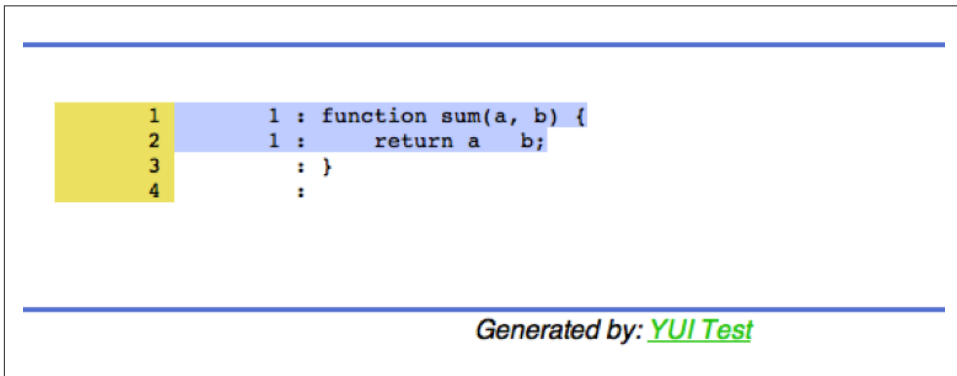 1 1 : function sum(a, b) {
2 1 : return a b;
3 : }
4 :
Generated by: YUI Test